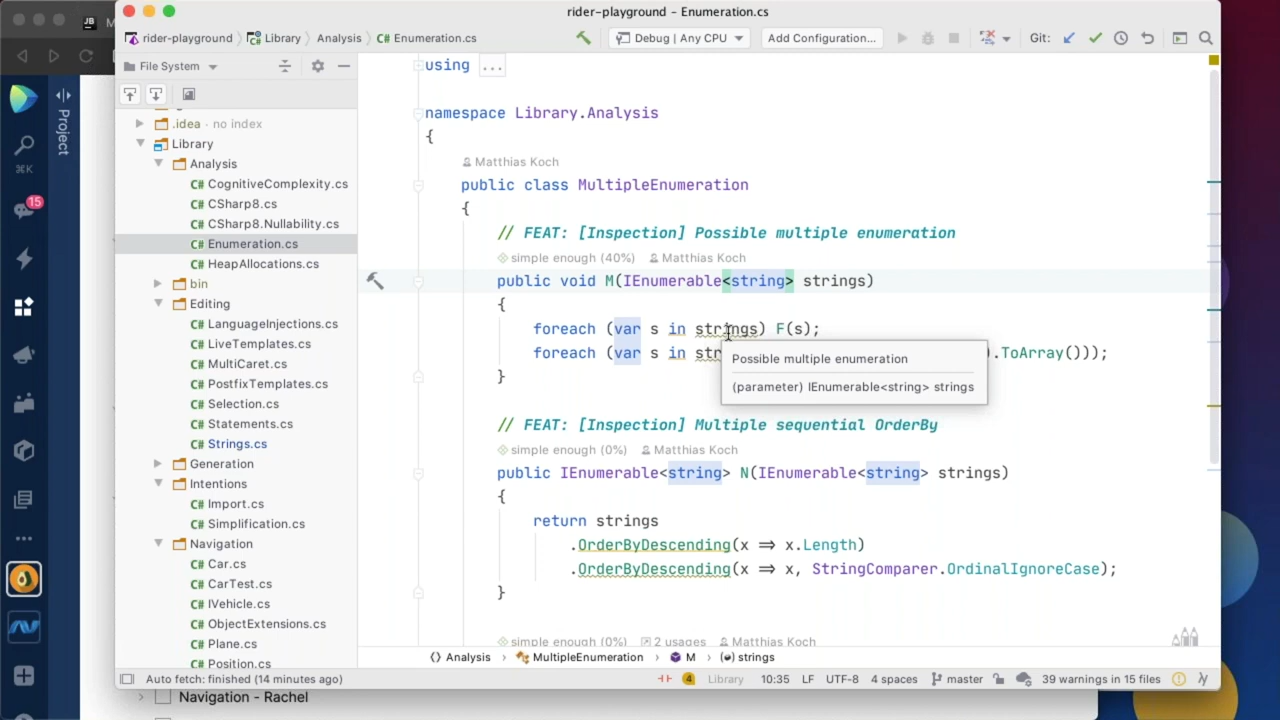 rider-playground – Enumeration.cs
JB
rider-playground
Library
Analysis
C# Enumeration.cs
Debug | Any CPU
Add Configuration...
Git:
File System
Project
⌘K
15
.idea – no index
Library
Analysis
C# CognitiveComplexity.cs
C# CSharp8.cs
C# CSharp8.Nullability.cs
C# Enumeration.cs
C# HeapAllocations.cs
bin
Editing
C# LanguageInjections.cs
C# LiveTemplates.cs
C# MultiCaret.cs
C# PostfixTemplates.cs
C# Selection.cs
C# Statements.cs
C# Strings.cs
Generation
Intentions
C# Import.cs
C# Simplification.cs
Navigation
C# Car.cs
C# CarTest.cs
C# IVehicle.cs
C# ObjectExtensions.cs
C# Plane.cs
C# Position.cs
using ...
namespace Library.Analysis
{
Matthias Koch
public class MultipleEnumeration
{
// FEAT: [Inspection] Possible multiple enumeration
simple enough (40%) Matthias Koch
public void M(IEnumerable<string> strings)
{
foreach (var s in strings) F(s);
foreach (var s in str ).ToArray()));
Possible multiple enumeration
(parameter) IEnumerable<string> strings
}
// FEAT: [Inspection] Multiple sequential OrderBy
simple enough (0%) Matthias Koch
public IEnumerable<string> N(IEnumerable<string> strings)
{
return strings
.OrderByDescending(x => x.Length)
.OrderByDescending(x => x, StringComparer.OrdinalIgnoreCase);
}
simple enough (0%) 2 usages Matthias Koch
{} Analysis
MultipleEnumeration
M
strings
Auto fetch: finished (14 minutes ago)
4
Library
10:35
LF
UTF-8
4 spaces
master
39 warnings in 15 files
Navigation - Rachel